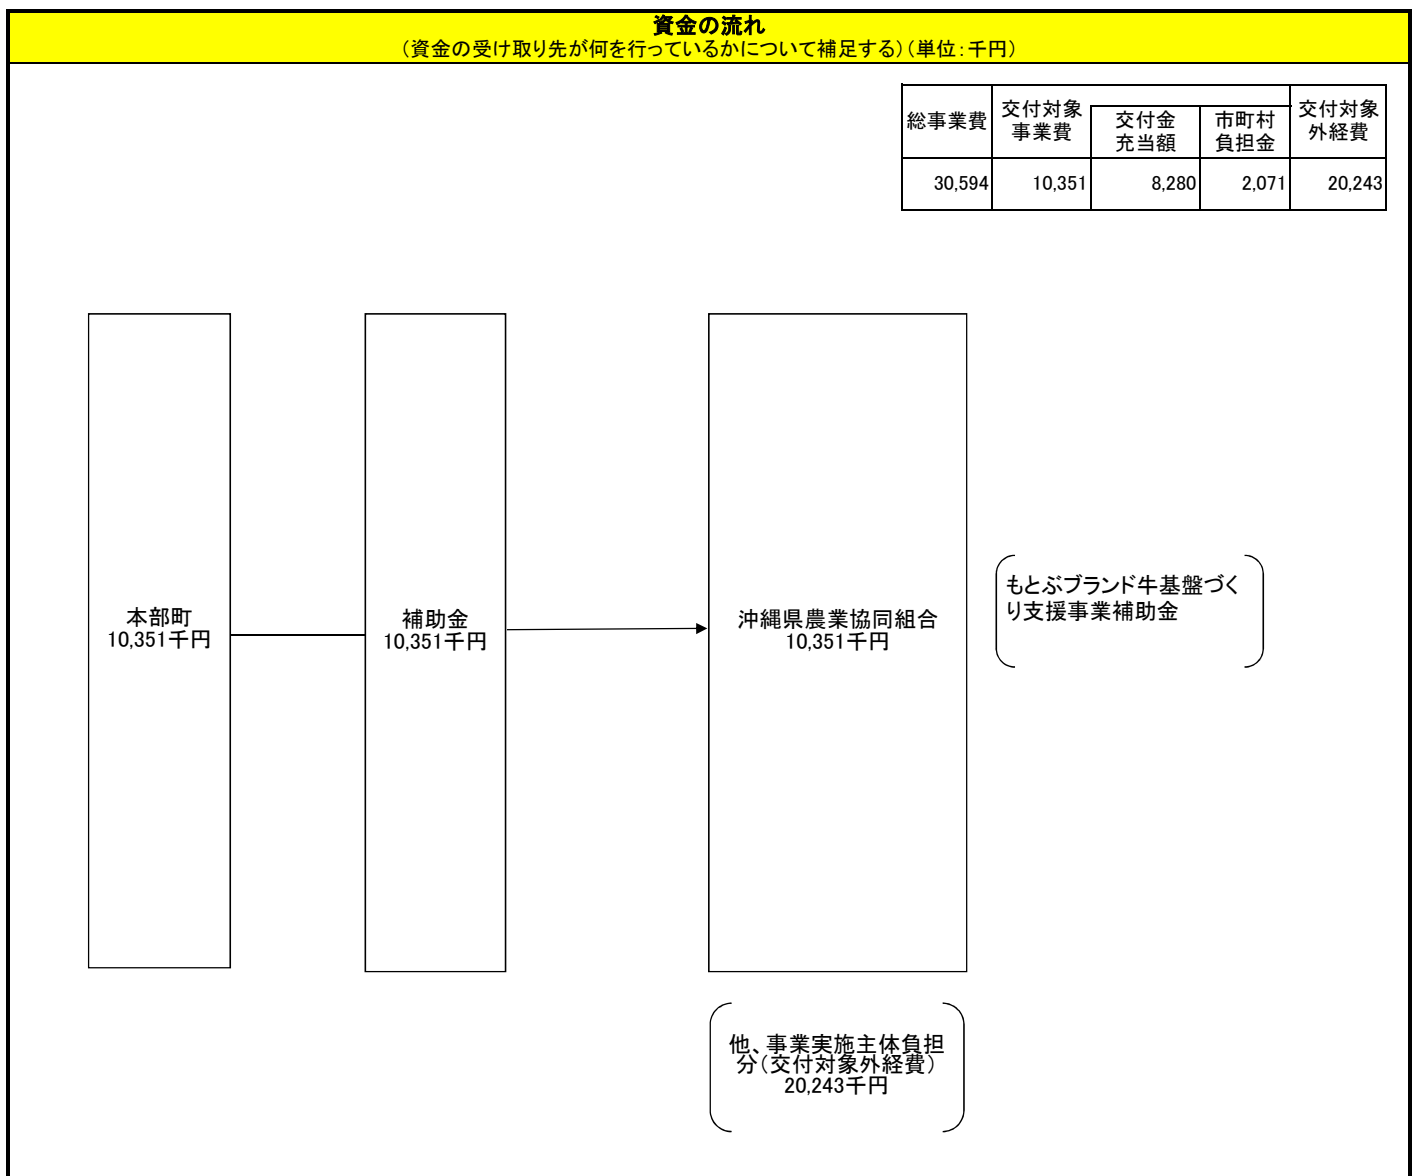 資金の流れ
（資金の受け取り先が何を行っているかについて補足する）（単位：千円）
総事業費
交付対象
事業費
交付金
充当額
市町村
負担金
交付対象
外経費
30,594
10,351
8,280
2,071
20,243
本部町
10,351千円
補助金
10,351千円
沖縄県農業協同組合
10,351千円
もとぶブランド牛基盤づく
り支援事業補助金
他、事業実施主体負担
分（交付対象外経費）
20,243千円